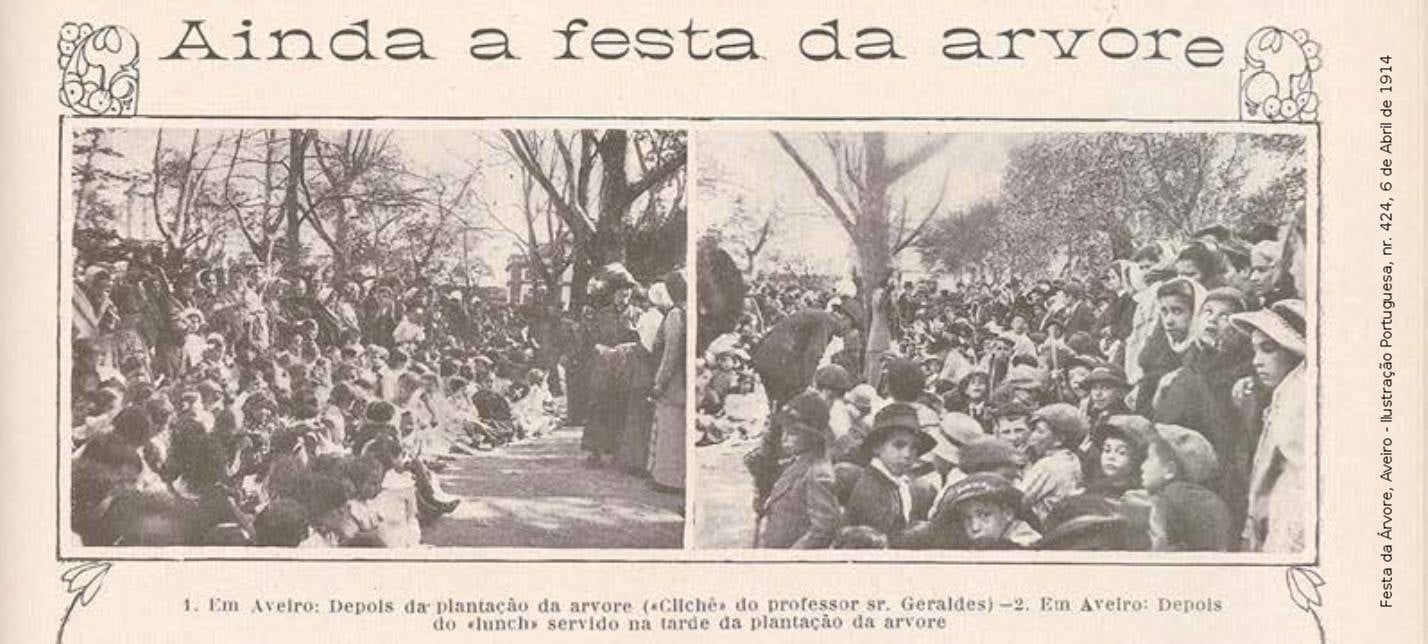 Ainda a festa da arvore
1. Em Aveiro: Depois da plantação da arvore («Cliché» do professor sr. Geraldes) —2. Em Aveiro: Depois
do «lunch» servido na tarde da plantação da arvore
Festa da Árvore, Aveiro - Ilustração Portuguesa, nr. 424, 6 de Abril de 1914